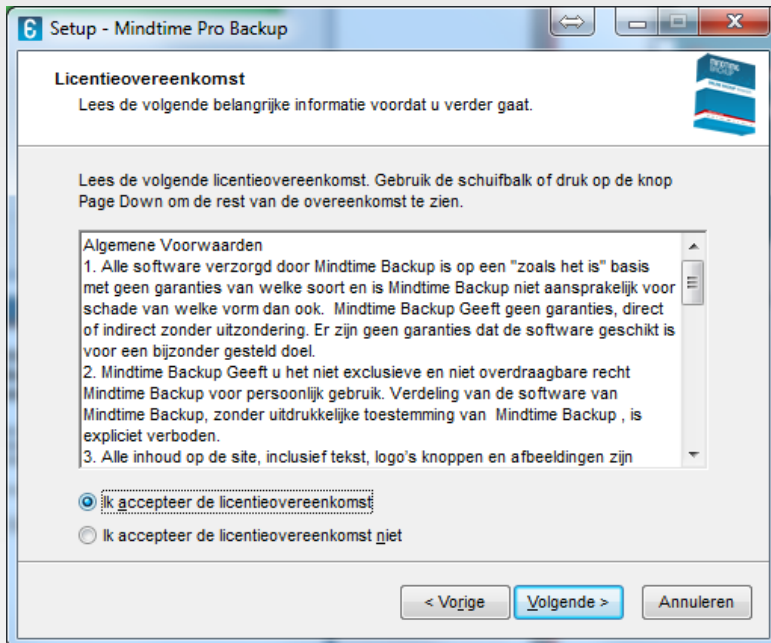 Setup - Mindtime Pro Backup
Licentieovereenkomst
Lees de volgende belangrijke informatie voordat u verder gaat.
MINDTIME
BACKUP
Lees de volgende licentieovereenkomst. Gebruik de schuifbalk of druk op de knop
Page Down om de rest van de overeenkomst te zien.
Algemene Voorwaarden
1. Alle software verzorgd door Mindtime Backup is op een "zoals het is" basis
met geen garanties van welke soort en is Mindtime Backup niet aansprakelijk voor
schade van welke vorm dan ook.  Mindtime Backup Geeft geen garanties, direct
of indirect zonder uitzondering. Er zijn geen garanties dat de software geschikt is
voor een bijzonder gesteld doel.
2. Mindtime Backup Geeft u het niet exclusieve en niet overdraagbare recht
Mindtime Backup voor persoonlijk gebruik. Verdeling van de software van
Mindtime Backup, zonder uitdrukkelijke toestemming van  Mindtime Backup , is
expliciet verboden.
3. Alle inhoud op de site, inclusief tekst, logo's knoppen en afbeeldingen zijn
Ik accepteer de licentieovereenkomst
Ik accepteer de licentieovereenkomst niet
< Vorige
Volgende >
Annuleren